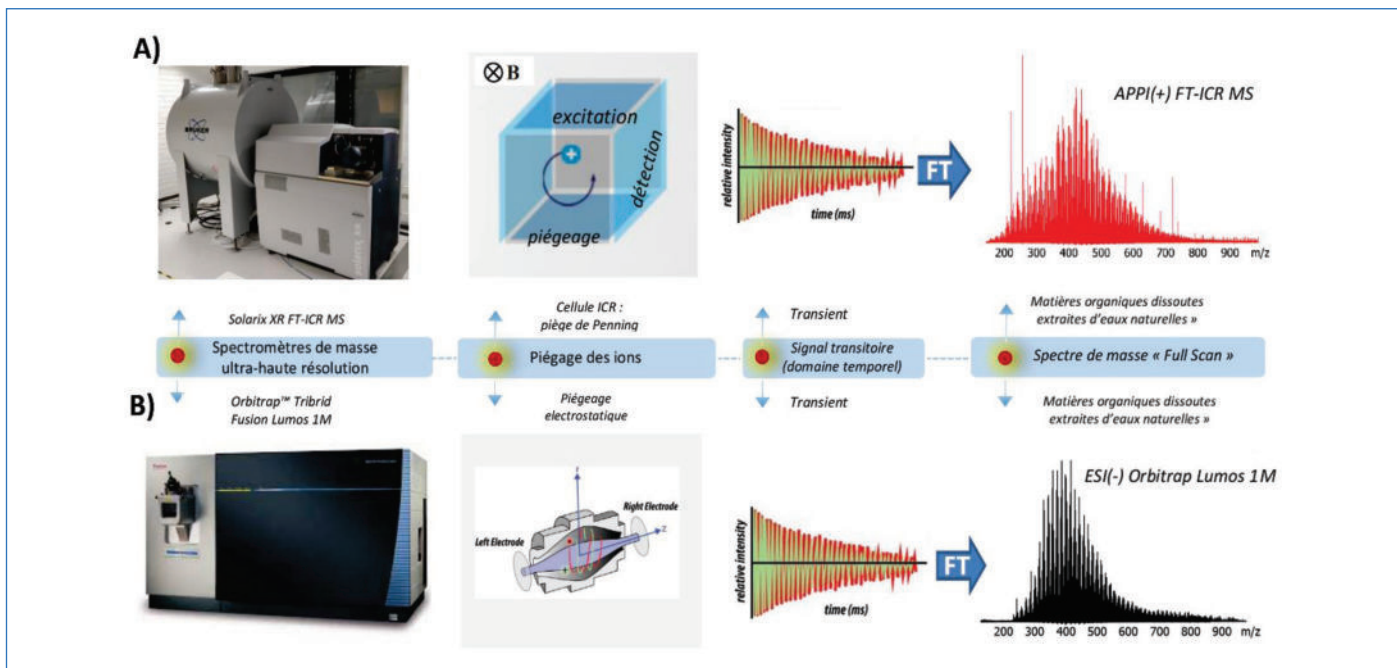 A)
BRUKER
solarix XR
⊗B
excitation
détection
piégeage
relative intensity
time (ms)
FT
APPI(+) FT-ICR MS
200 300 400 500 600 700 800 900 m/z
Solarix XR FT-ICR MS
Cellule ICR :
piège de Penning
Transient
Matières organiques dissoutes
extraites d'eaux naturelles »
Spectromètres de masse
ultra-haute résolution
Piégage des ions
Signal transitoire
(domaine temporel)
Spectre de masse « Full Scan »
B)
Orbitrap™ Tribrid
Fusion Lumos 1M
Piégeage
electrostatique
Transient
Matières organiques dissoutes
extraites d'eaux naturelles »
r
Right Electrode
Left Electrode
z
relative intensity
time (ms)
FT
ESI(-) Orbitrap Lumos 1M
200 300 400 500 600 700 800 900 m/z